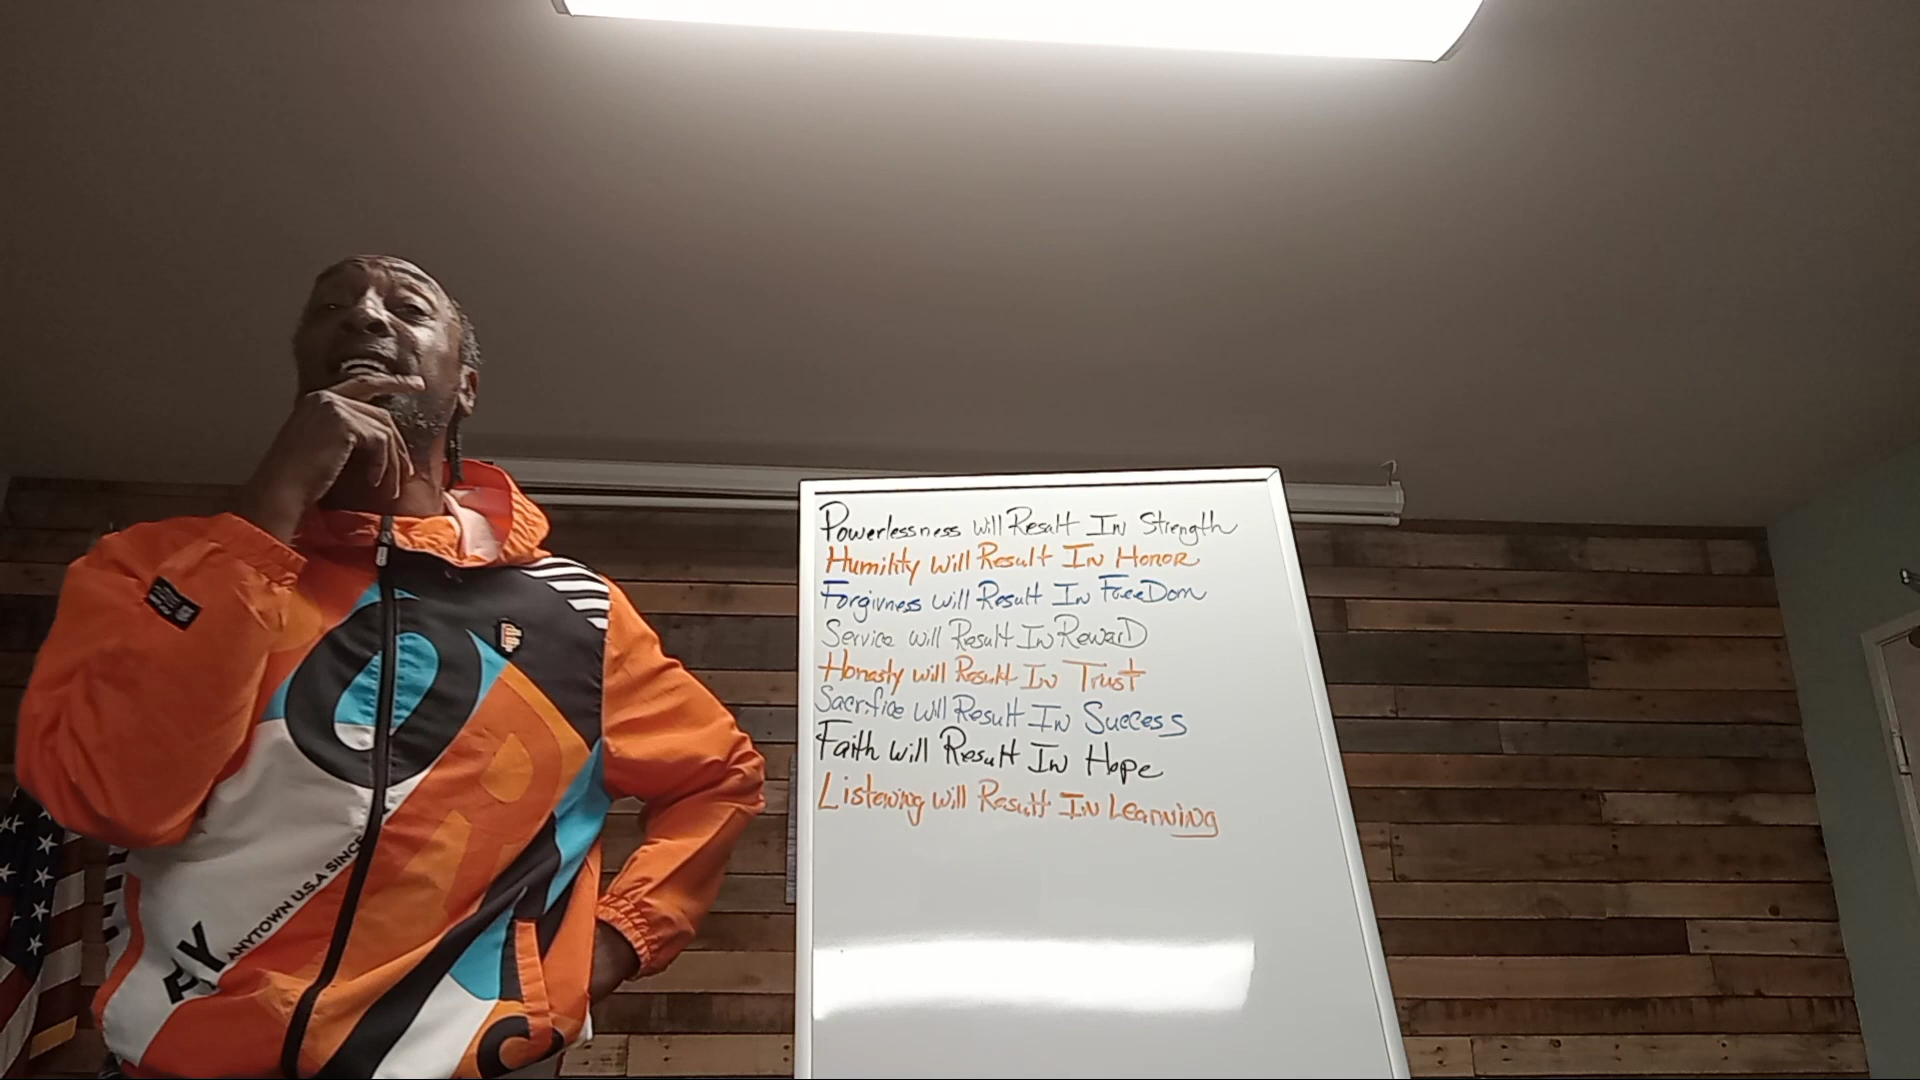 Powerlessness will Result In Strength
Humility will Result In Honor
Forgivness will Result In FreeDom
Service will Result In RewarD
Honesty will Result In Trust
Sacrifice will Result In Success
Faith will Result In Hope
Listening will Result In Learning
ANYTOWN U.S.A SINCE